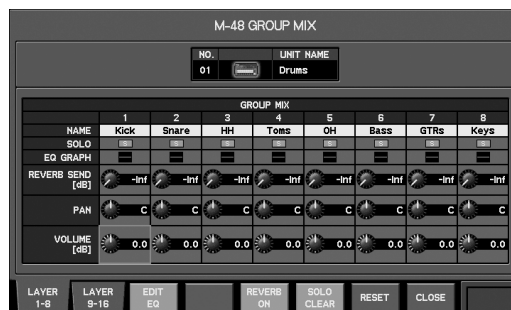 M-48 GROUP MIX
NO. UNIT NAME
01 Drums
GROUP MIX
1 2 3 4 5 6 7 8
NAME Kick Snare HH Toms OH Bass GTRs Keys
SOLO S S S S S S S S
EQ GRAPH
REVERB SEND -Inf -Inf -Inf -Inf -Inf -Inf -Inf -Inf
[dB]
PAN C C C C C C C C
VOLUME 0.0 0.0 0.0 0.0 0.0 0.0 0.0 0.0
[dB]
LAYER LAYER EDIT REVERB SOLO RESET CLOSE
1-8 9-16 EQ ON CLEAR